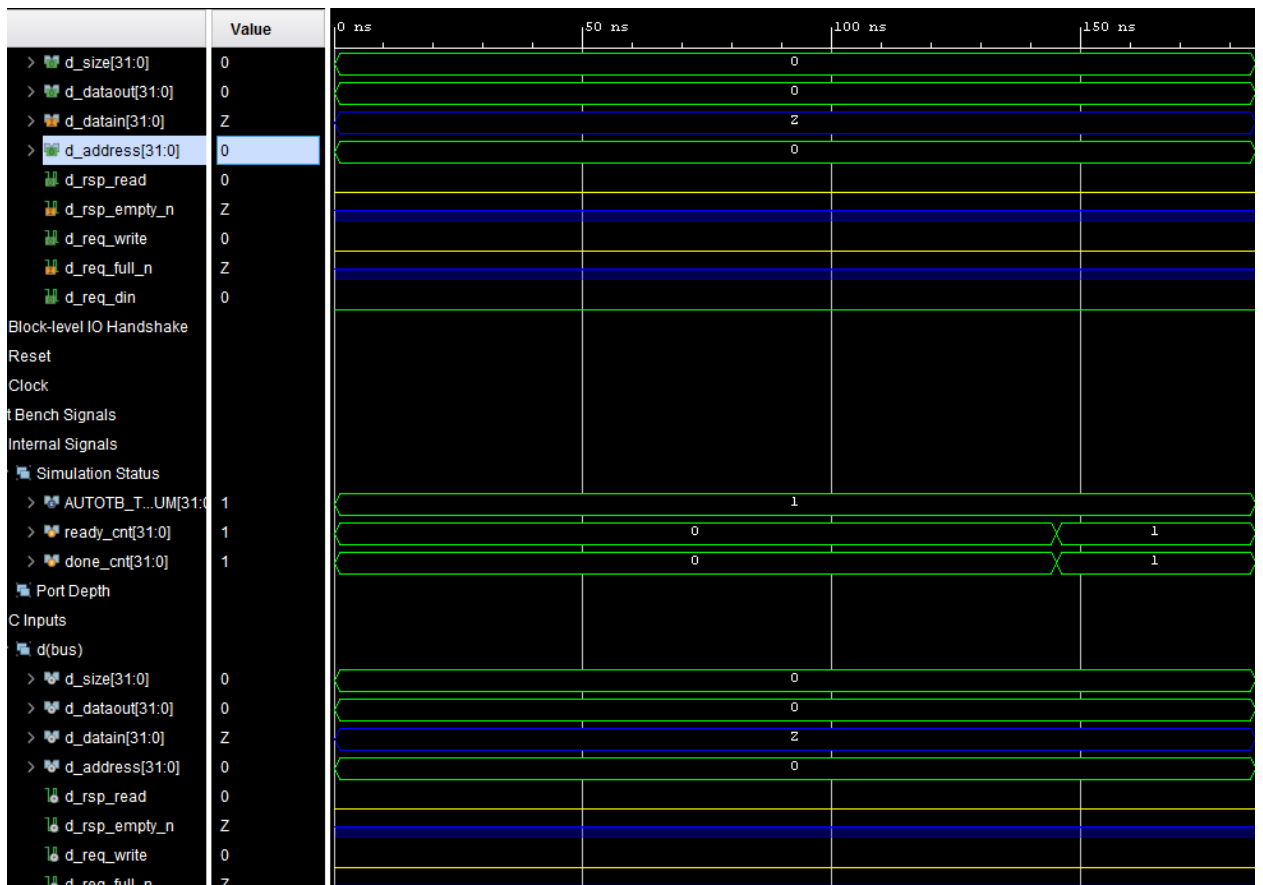 Value 0 ns 50 ns 100 ns 150 ns
d_size[31:0] 0 0
d_dataout[31:0] 0 0
d_datain[31:0] Z Z
d_address[31:0] 0 0
d_rsp_read 0
d_rsp_empty_n Z
d_req_write 0
d_req_full_n Z
d_req_din 0
Block-level IO Handshake
Reset
Clock
t Bench Signals
Internal Signals
Simulation Status
AUTOTB_T...UM[31:0 1 1
ready_cnt[31:0] 1 0 1
done_cnt[31:0] 1 0 1
Port Depth
C Inputs
d(bus)
d_size[31:0] 0 0
d_dataout[31:0] 0 0
d_datain[31:0] Z Z
d_address[31:0] 0 0
d_rsp_read 0
d_rsp_empty_n Z
d_req_write 0
d_req_full_n Z